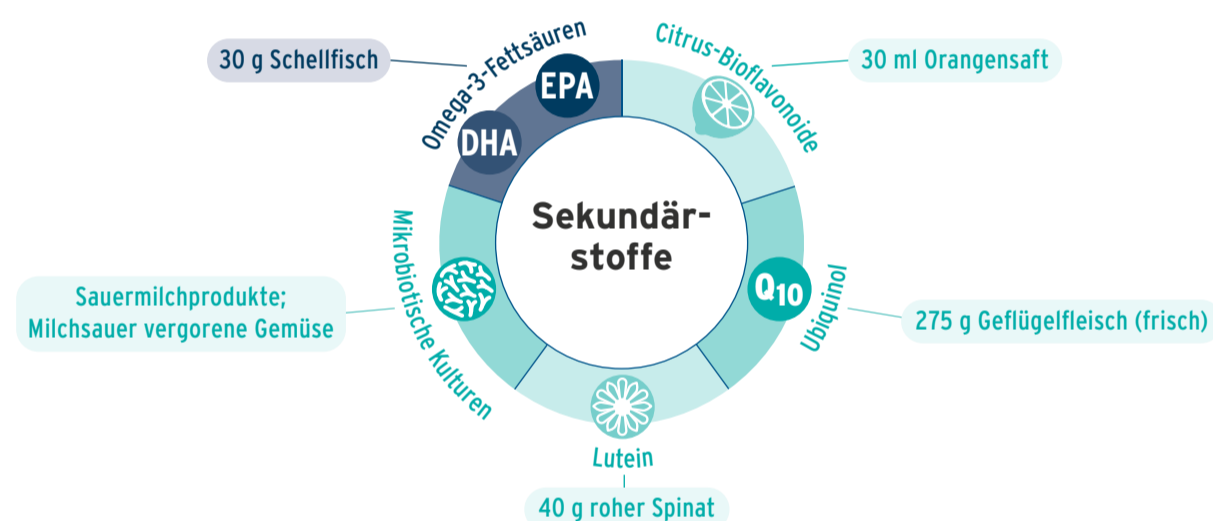 Omega-3-Fettsäuren
Citrus-Bioflavonoide
30 g Schellfisch
30 ml Orangensaft
EPA
DHA
Sekundär-
stoffe
Mikrobiotische Kulturen
Ubiquinol
Q10
Sauermilchprodukte;
Milchsauer vergorene Gemüse
275 g Geflügelfleisch (frisch)
Lutein
40 g roher Spinat